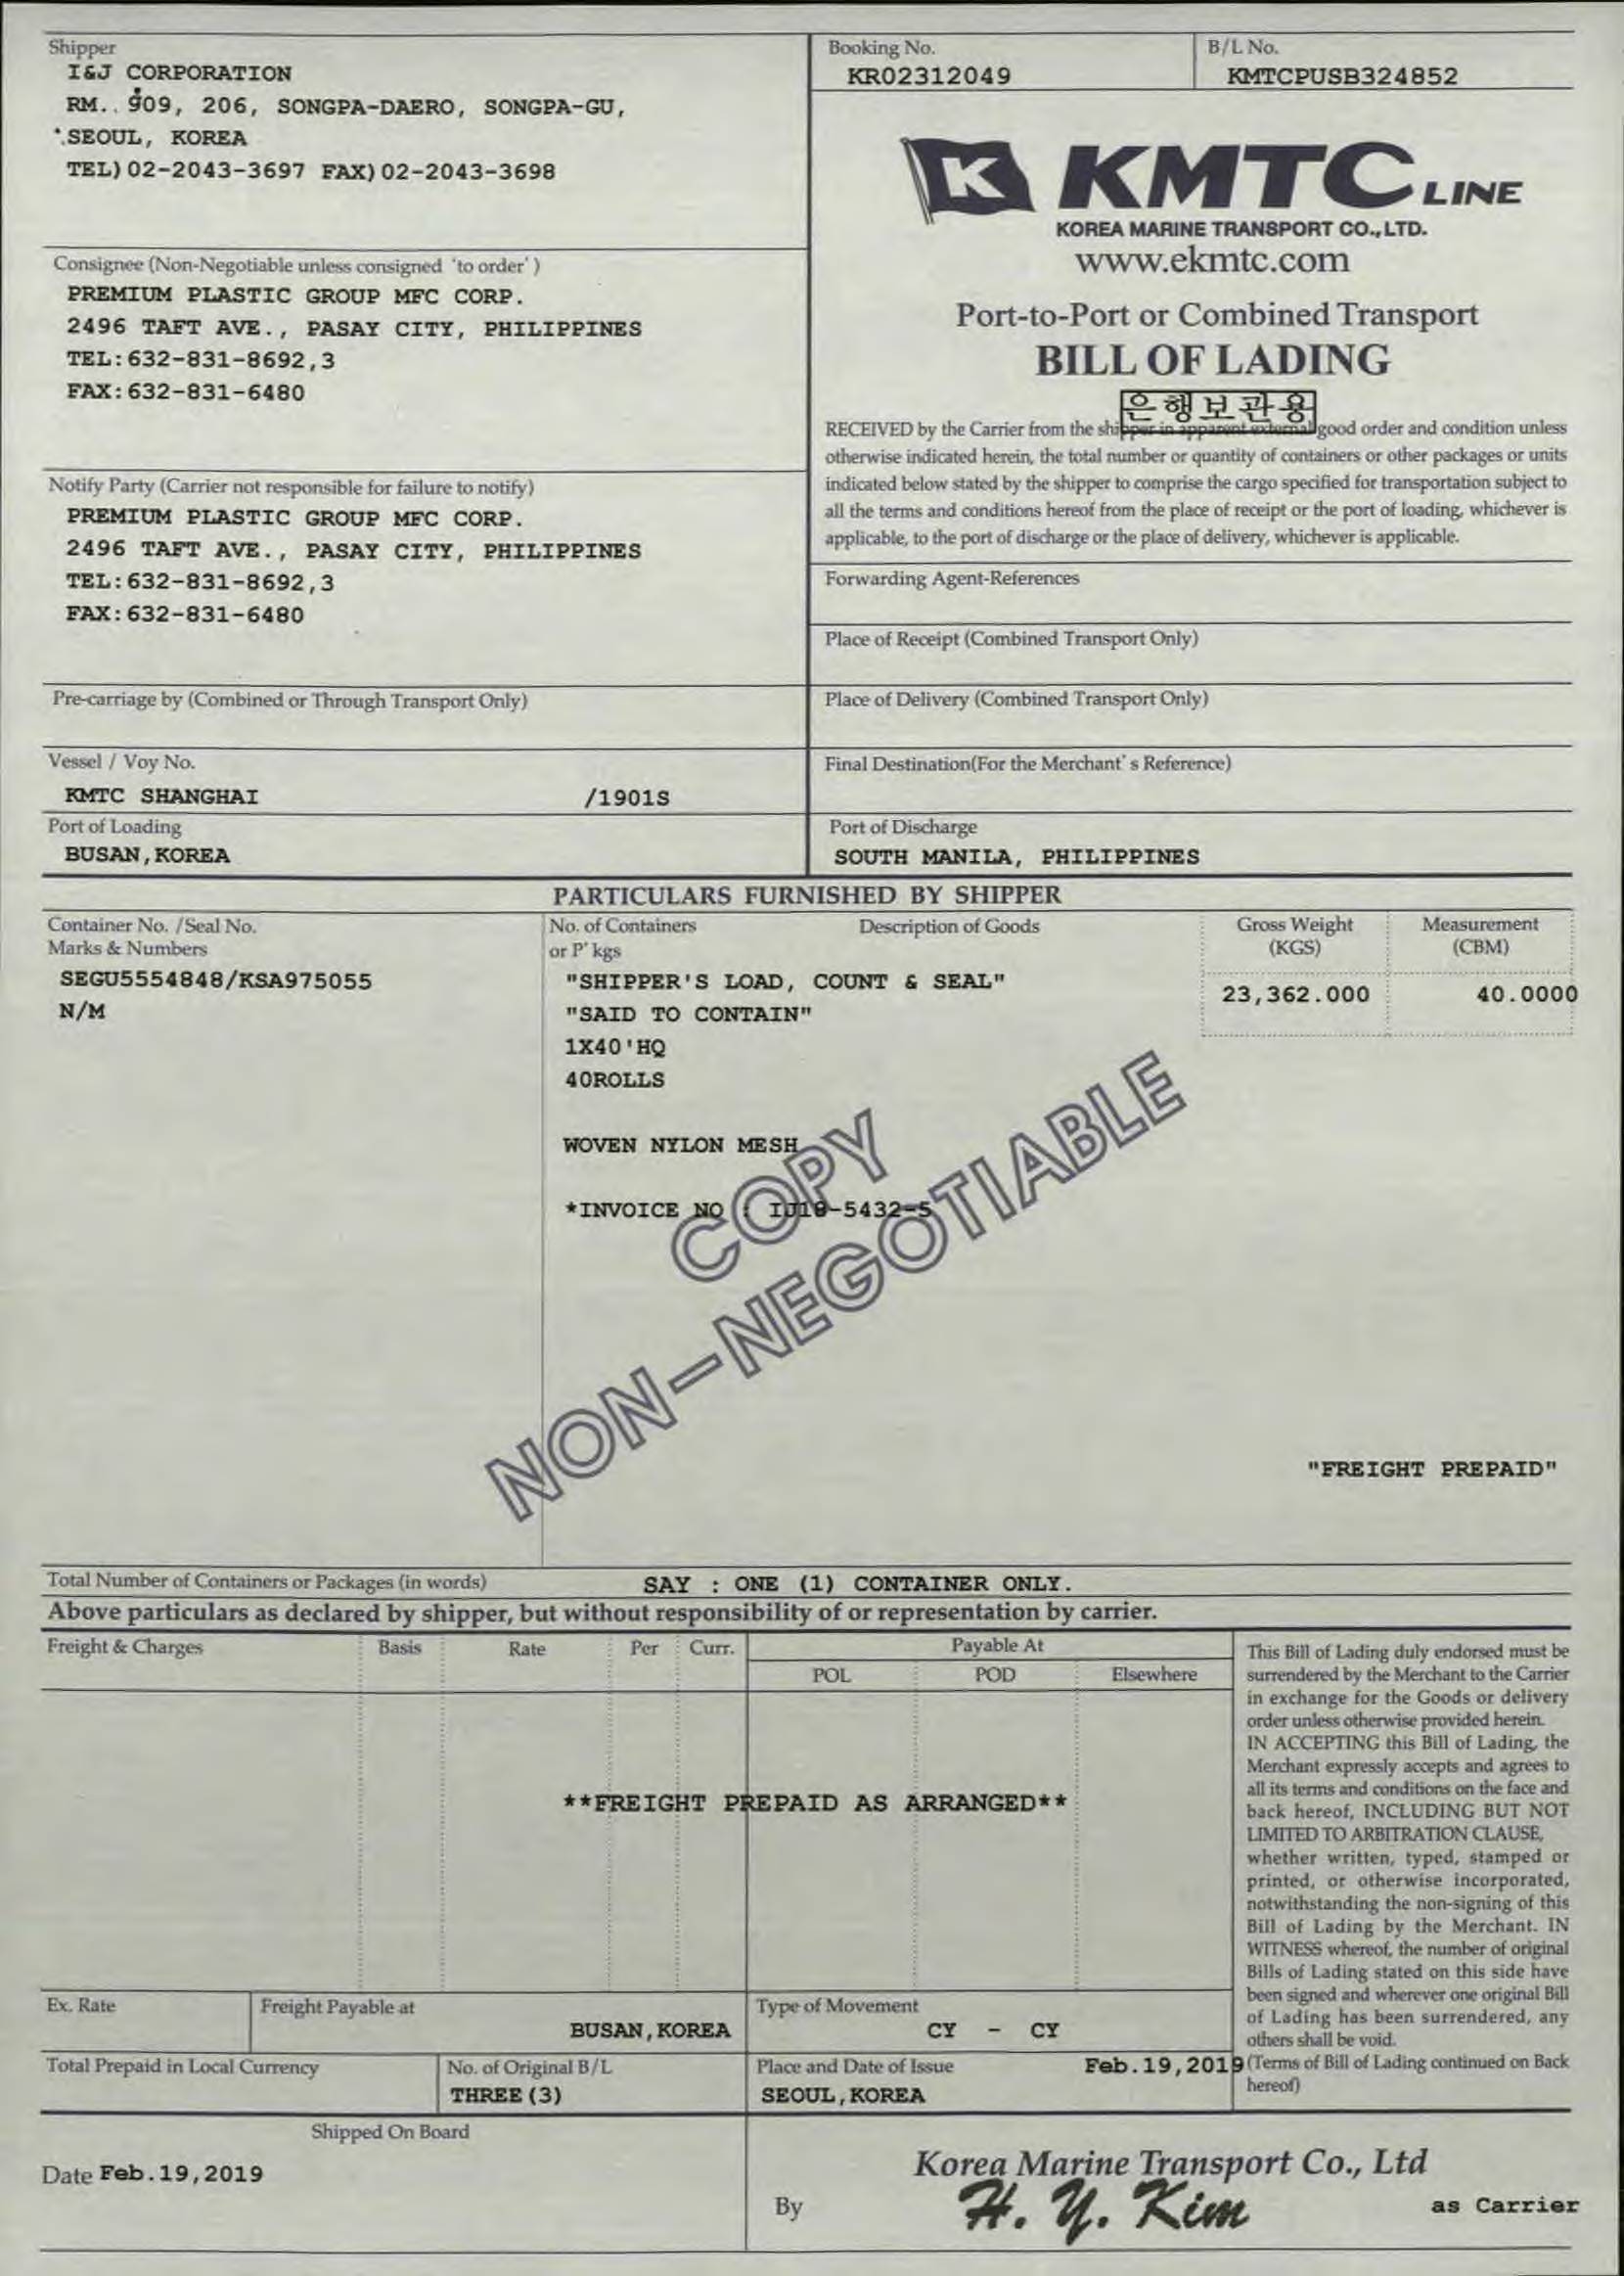 Shipper
I&J CORPORATION
RM.. 909, 206, SONGPA-DAERO, SONGPA-GU,
SEOUL, KOREA
TEL)02-2043-3697 FAX)02-2043-3698
Booking No.
KR02312049
B/L No.
KMTCPUSB324852
K KMTC LINE
KOREA MARINE TRANSPORT CO.,LTD.
www.ekmtc.com
Port-to-Port or Combined Transport
BILL OF LADING
은행보관용
RECEIVED by the Carrier from the shipper in apparent external good order and condition unless
otherwise indicated herein, the total number or quantity of containers or other packages or units
indicated below stated by the shipper to comprise the cargo specified for transportation subject to
all the terms and conditions hereof from the place of receipt or the port of loading, whichever is
applicable, to the port of discharge or the place of delivery, whichever is applicable.
Consignee (Non-Negotiable unless consigned 'to order' )
PREMIUM PLASTIC GROUP MFC CORP.
2496 TAFT AVE., PASAY CITY, PHILIPPINES
TEL:632-831-8692,3
FAX:632-831-6480
Notify Party (Carrier not responsible for failure to notify)
PREMIUM PLASTIC GROUP MFC CORP.
2496 TAFT AVE., PASAY CITY, PHILIPPINES
TEL:632-831-8692,3
FAX:632-831-6480
Forwarding Agent-References
Place of Receipt (Combined Transport Only)
Pre-carriage by (Combined or Through Transport Only)
Place of Delivery (Combined Transport Only)
Vessel / Voy No.
KMTC SHANGHAI /1901S
Final Destination(For the Merchant's Reference)
Port of Loading
BUSAN,KOREA
Port of Discharge
SOUTH MANILA, PHILIPPINES
PARTICULARS FURNISHED BY SHIPPER
Container No. /Seal No.
Marks & Numbers
No. of Containers
or P'kgs
Description of Goods
Gross Weight
(KGS)
Measurement
(CBM)
SEGU5554848/KSA975055
N/M
"SHIPPER'S LOAD, COUNT & SEAL"
"SAID TO CONTAIN"
1X40'HQ
40ROLLS
23,362.000
40.0000
WOVEN NYLON MESH
*INVOICE NO : IJ18-5432-5
COPY
NON-NEGOTIABLE
"FREIGHT PREPAID"
Total Number of Containers or Packages (in words)
SAY : ONE (1) CONTAINER ONLY.
Above particulars as declared by shipper, but without responsibility of or representation by carrier.
Freight & Charges
Basis
Rate
Per
Curr.
Payable At
POL
POD
Elsewhere
**FREIGHT PREPAID AS ARRANGED**
This Bill of Lading duly endorsed must be
surrendered by the Merchant to the Carrier
in exchange for the Goods or delivery
order unless otherwise provided herein.
IN ACCEPTING this Bill of Lading, the
Merchant expressly accepts and agrees to
all its terms and conditions on the face and
back hereof, INCLUDING BUT NOT
LIMITED TO ARBITRATION CLAUSE,
whether written, typed, stamped or
printed, or otherwise incorporated,
notwithstanding the non-signing of this
Bill of Lading by the Merchant. IN
WITNESS whereof, the number of original
Bills of Lading stated on this side have
been signed and wherever one original Bill
of Lading has been surrendered, any
others shall be void.
(Terms of Bill of Lading continued on Back
hereof)
Ex. Rate
Freight Payable at
BUSAN,KOREA
Type of Movement
CY - CY
Total Prepaid in Local Currency
No. of Original B/L
THREE(3)
Place and Date of Issue
Feb.19,2019
SEOUL,KOREA
Shipped On Board
Date Feb.19,2019
Korea Marine Transport Co., Ltd
By H. Y. Kim as Carrier